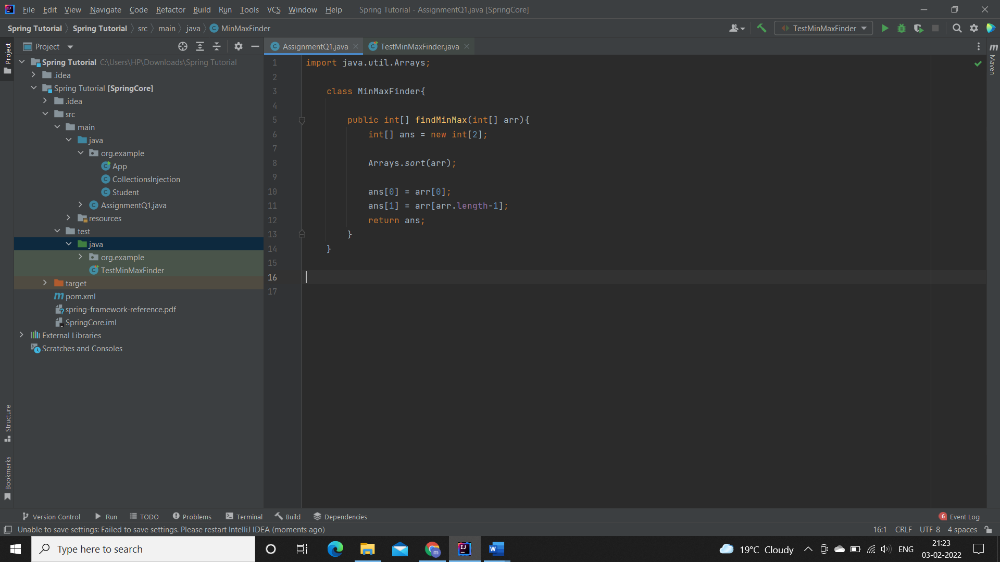 File Edit View Navigate Code Refactor Build Run Tools VCS Window Help Spring Tutorial - AssignmentQ1.java [SpringCore]
Spring Tutorial Spring Tutorial src main java MinMaxFinder TestMinMaxFinder
Project Project AssignmentQ1.java TestMinMaxFinder.java
Maven
Spring Tutorial C:\Users\HP\Downloads\Spring Tutorial
.idea
Spring Tutorial [SpringCore]
.idea
src
main
java
org.example
App
CollectionsInjection
Student
AssignmentQ1.java
resources
test
java
org.example
TestMinMaxFinder
target
pom.xml
spring-framework-reference.pdf
SpringCore.iml
External Libraries
Scratches and Consoles
Structure
Bookmarks
1 import java.util.Arrays;
2
3 class MinMaxFinder{
4
5 public int[] findMinMax(int[] arr){
6 int[] ans = new int[2];
7
8 Arrays.sort(arr);
9
10 ans[0] = arr[0];
11 ans[1] = arr[arr.length-1];
12 return ans;
13 }
14 }
15
16
17
Version Control Run TODO Problems Terminal Build Dependencies 6 Event Log
Unable to save settings: Failed to save settings. Please restart IntelliJ IDEA (moments ago) 16:1 CRLF UTF-8 4 spaces
Type here to search 19°C Cloudy ENG 21:23
03-02-2022